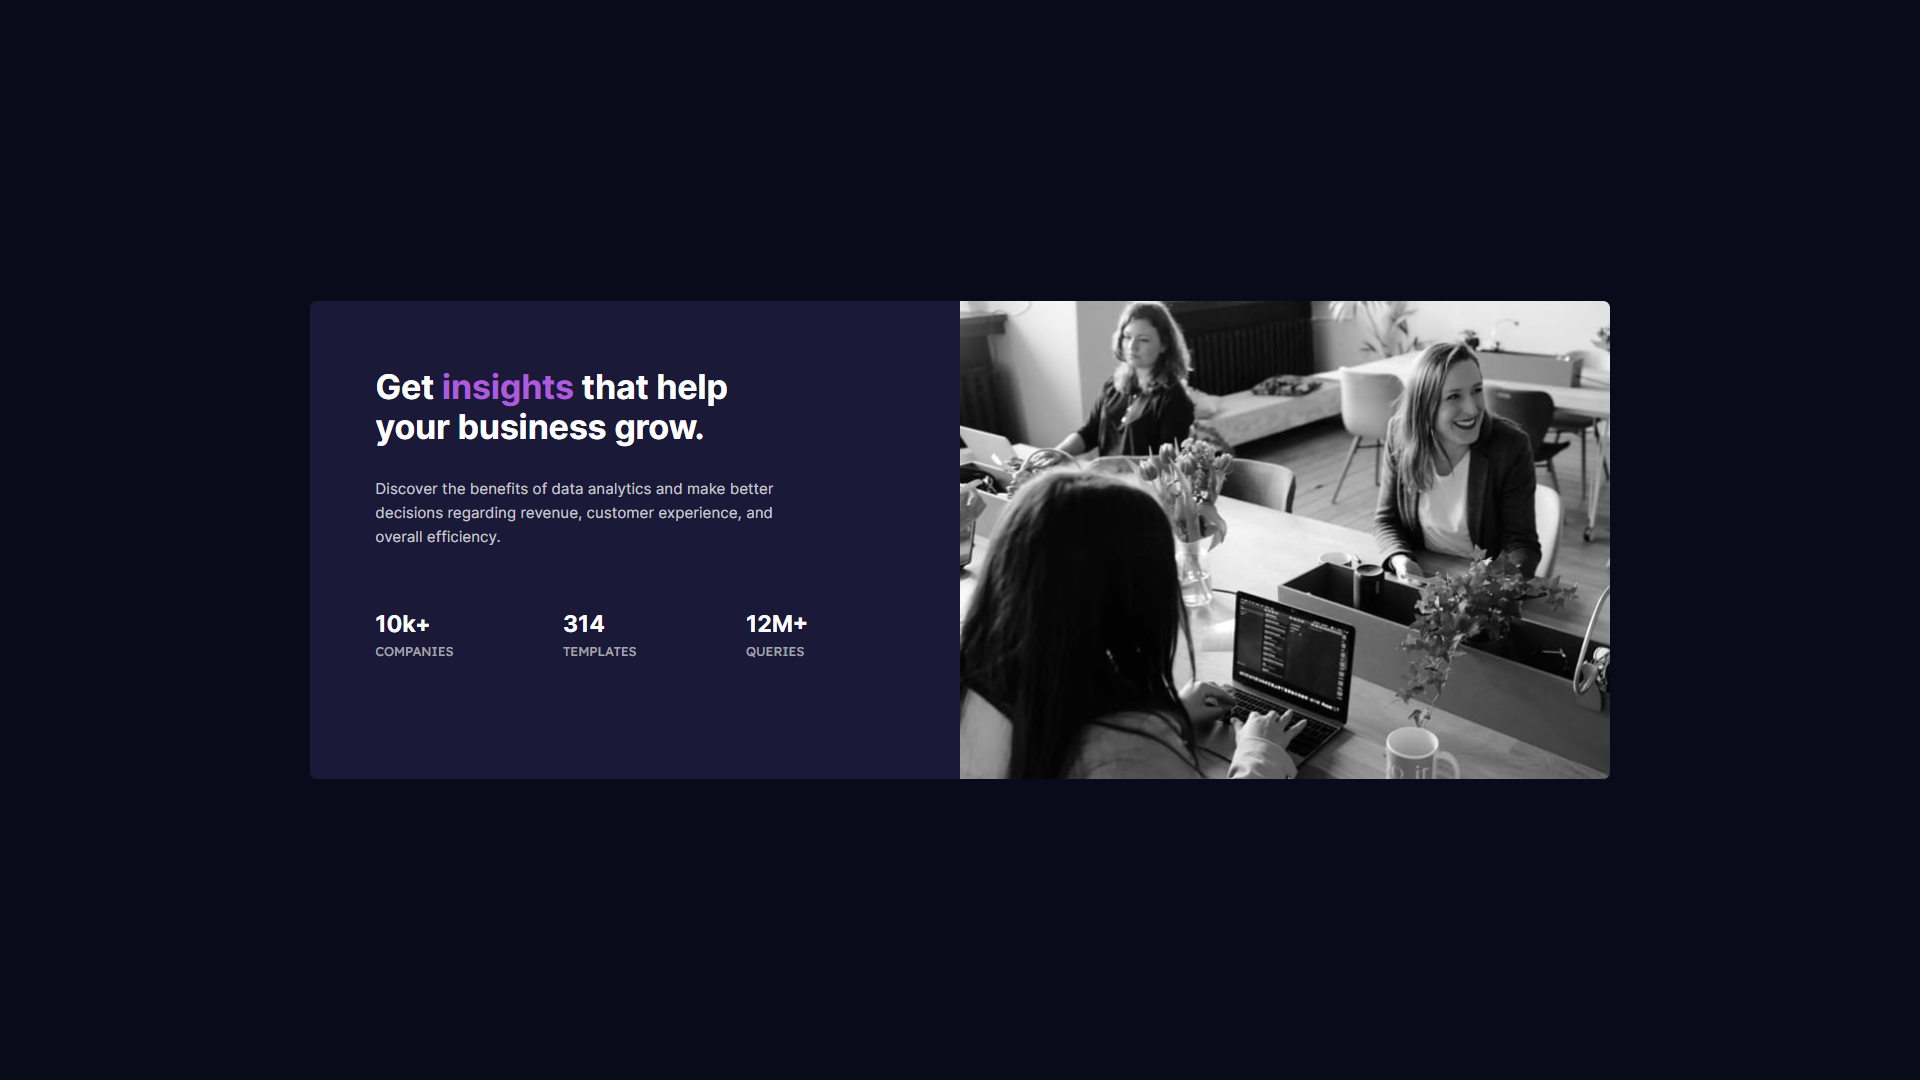 Get insights that help
your business grow.
Discover the benefits of data analytics and make better
decisions regarding revenue, customer experience, and
overall efficiency.
10k+ 314 12M+
COMPANIES TEMPLATES QUERIES